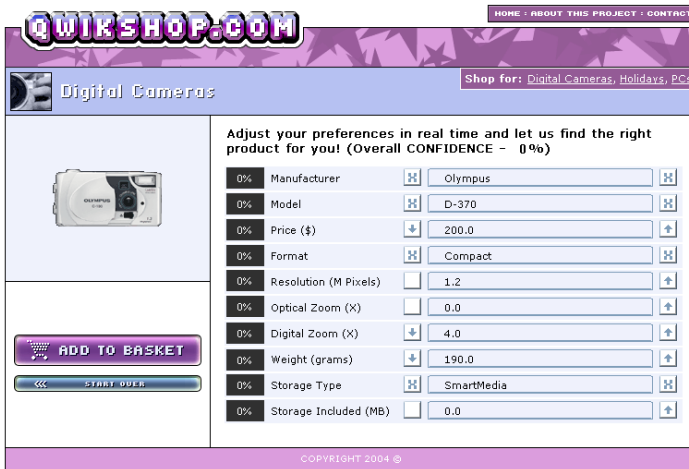 QWIKSHOP.COM
HOME : ABOUT THIS PROJECT : CONTACT
Shop for: Digital Cameras, Holidays, PCs
Digital Cameras
Adjust your preferences in real time and let us find the right
product for you! (Overall CONFIDENCE - 0%)
0% Manufacturer Olympus
0% Model D-370
0% Price ($) 200.0
0% Format Compact
0% Resolution (M Pixels) 1.2
0% Optical Zoom (X) 0.0
0% Digital Zoom (X) 4.0
0% Weight (grams) 190.0
0% Storage Type SmartMedia
0% Storage Included (MB) 0.0
OLYMPUS
ADD TO BASKET
START OVER
COPYRIGHT 2004 ©